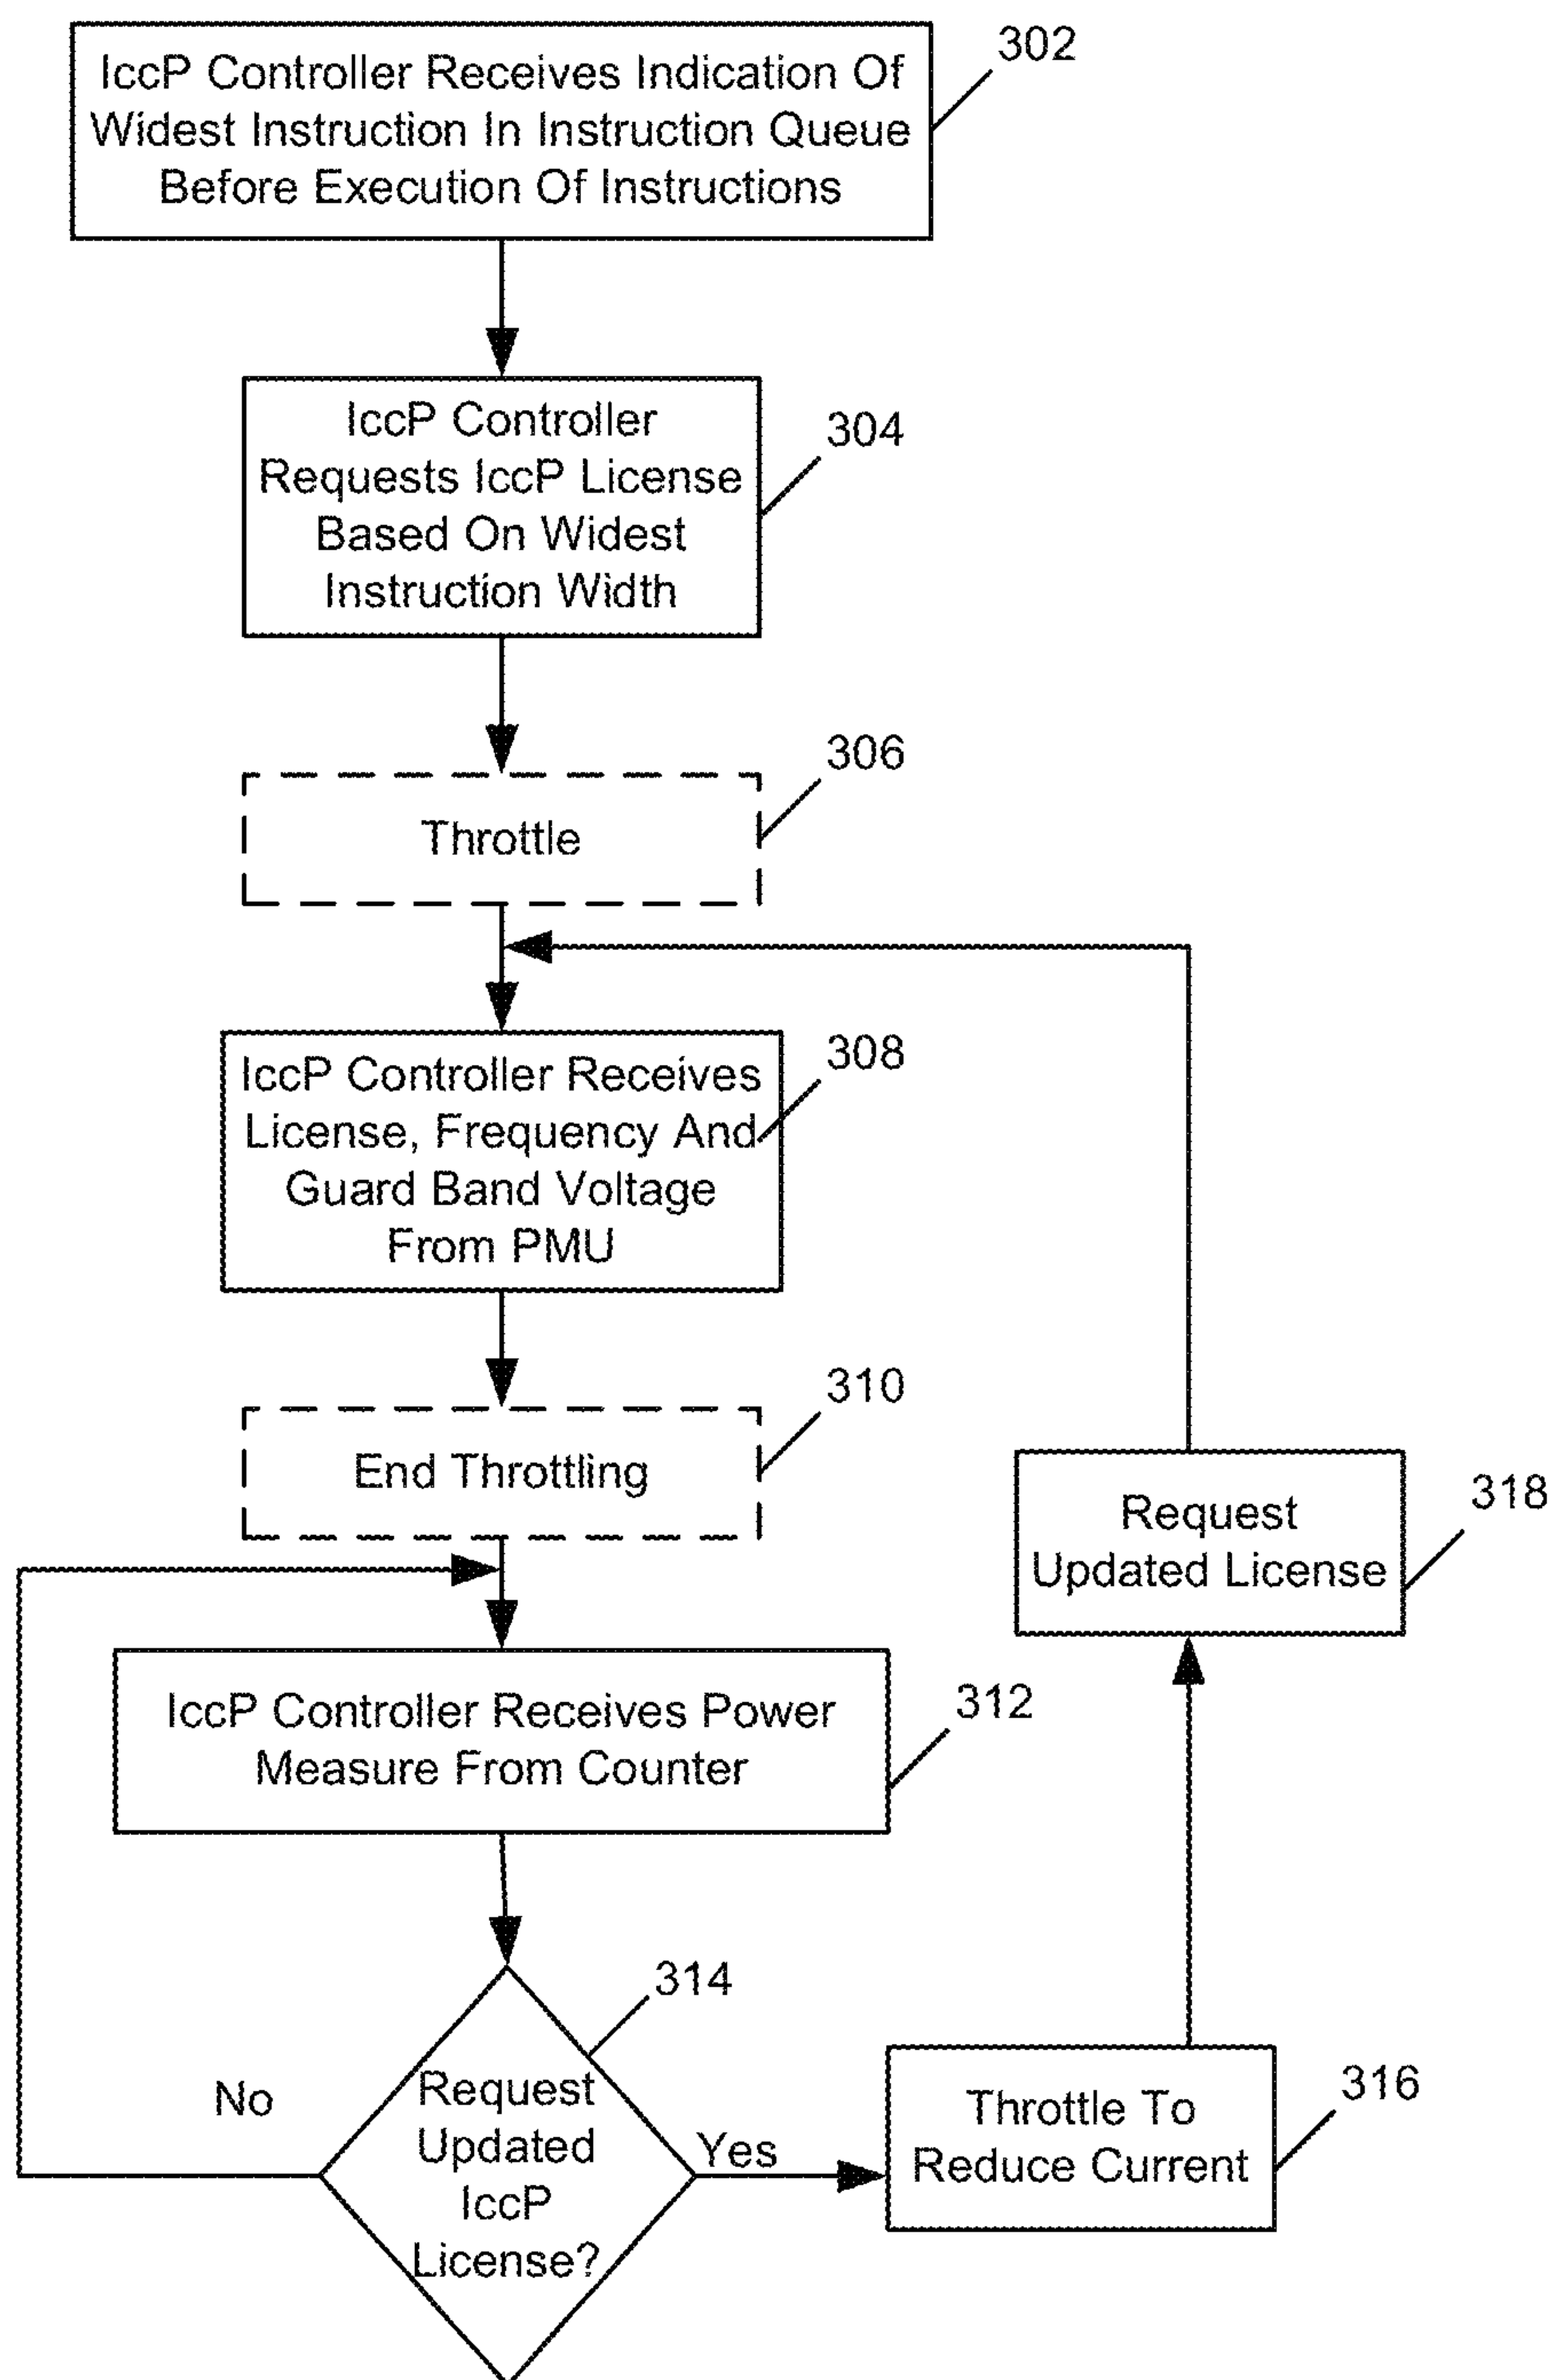 IccP Controller Receives Indication Of
Widest Instruction In Instruction Queue
Before Execution Of Instructions
302
IccP Controller
Requests IccP License
Based On Widest
Instruction Width
304
Throttle
306
IccP Controller Receives
License, Frequency And
Guard Band Voltage
From PMU
308
End Throttling
310
Request
Updated License
318
IccP Controller Receives Power
Measure From Counter
312
Request
Updated
IccP
License?
314
No
Yes
Throttle To
Reduce Current
316